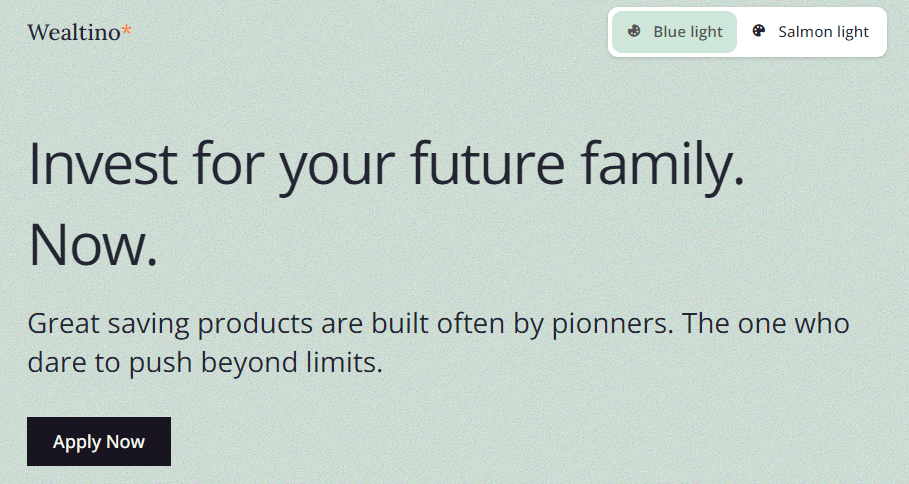 Wealtino*
Blue light
Salmon light
Invest for your future family.
Now.
Great saving products are built often by pionners. The one who
dare to push beyond limits.
Apply Now